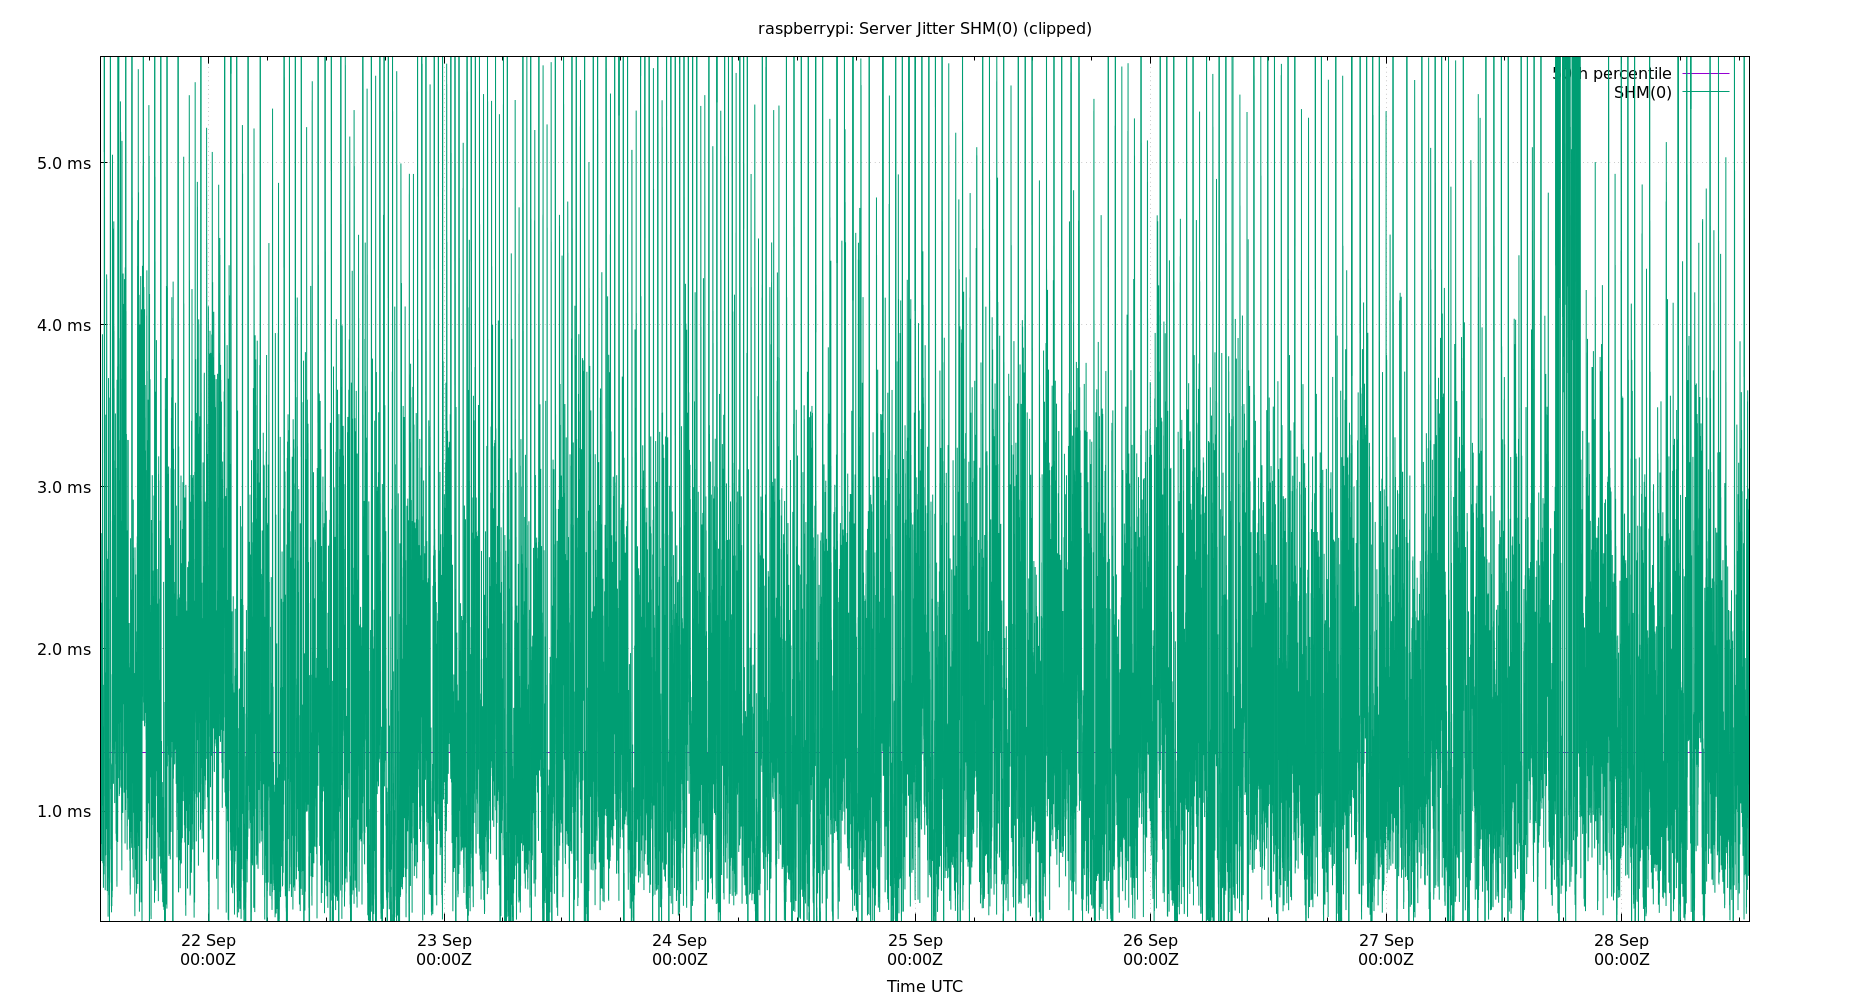 raspberrypi: Server Jitter SHM(0) (clipped)
percentile
SHM(0)
5.0 ms
4.0 ms
3.0 ms
2.0 ms
1.0 ms
22 Sep 23 Sep 24 Sep 25 Sep 26 Sep 27 Sep 28 Sep
00:00Z 00:00Z 00:00Z 00:00Z 00:00Z 00:00Z 00:00Z
Time UTC